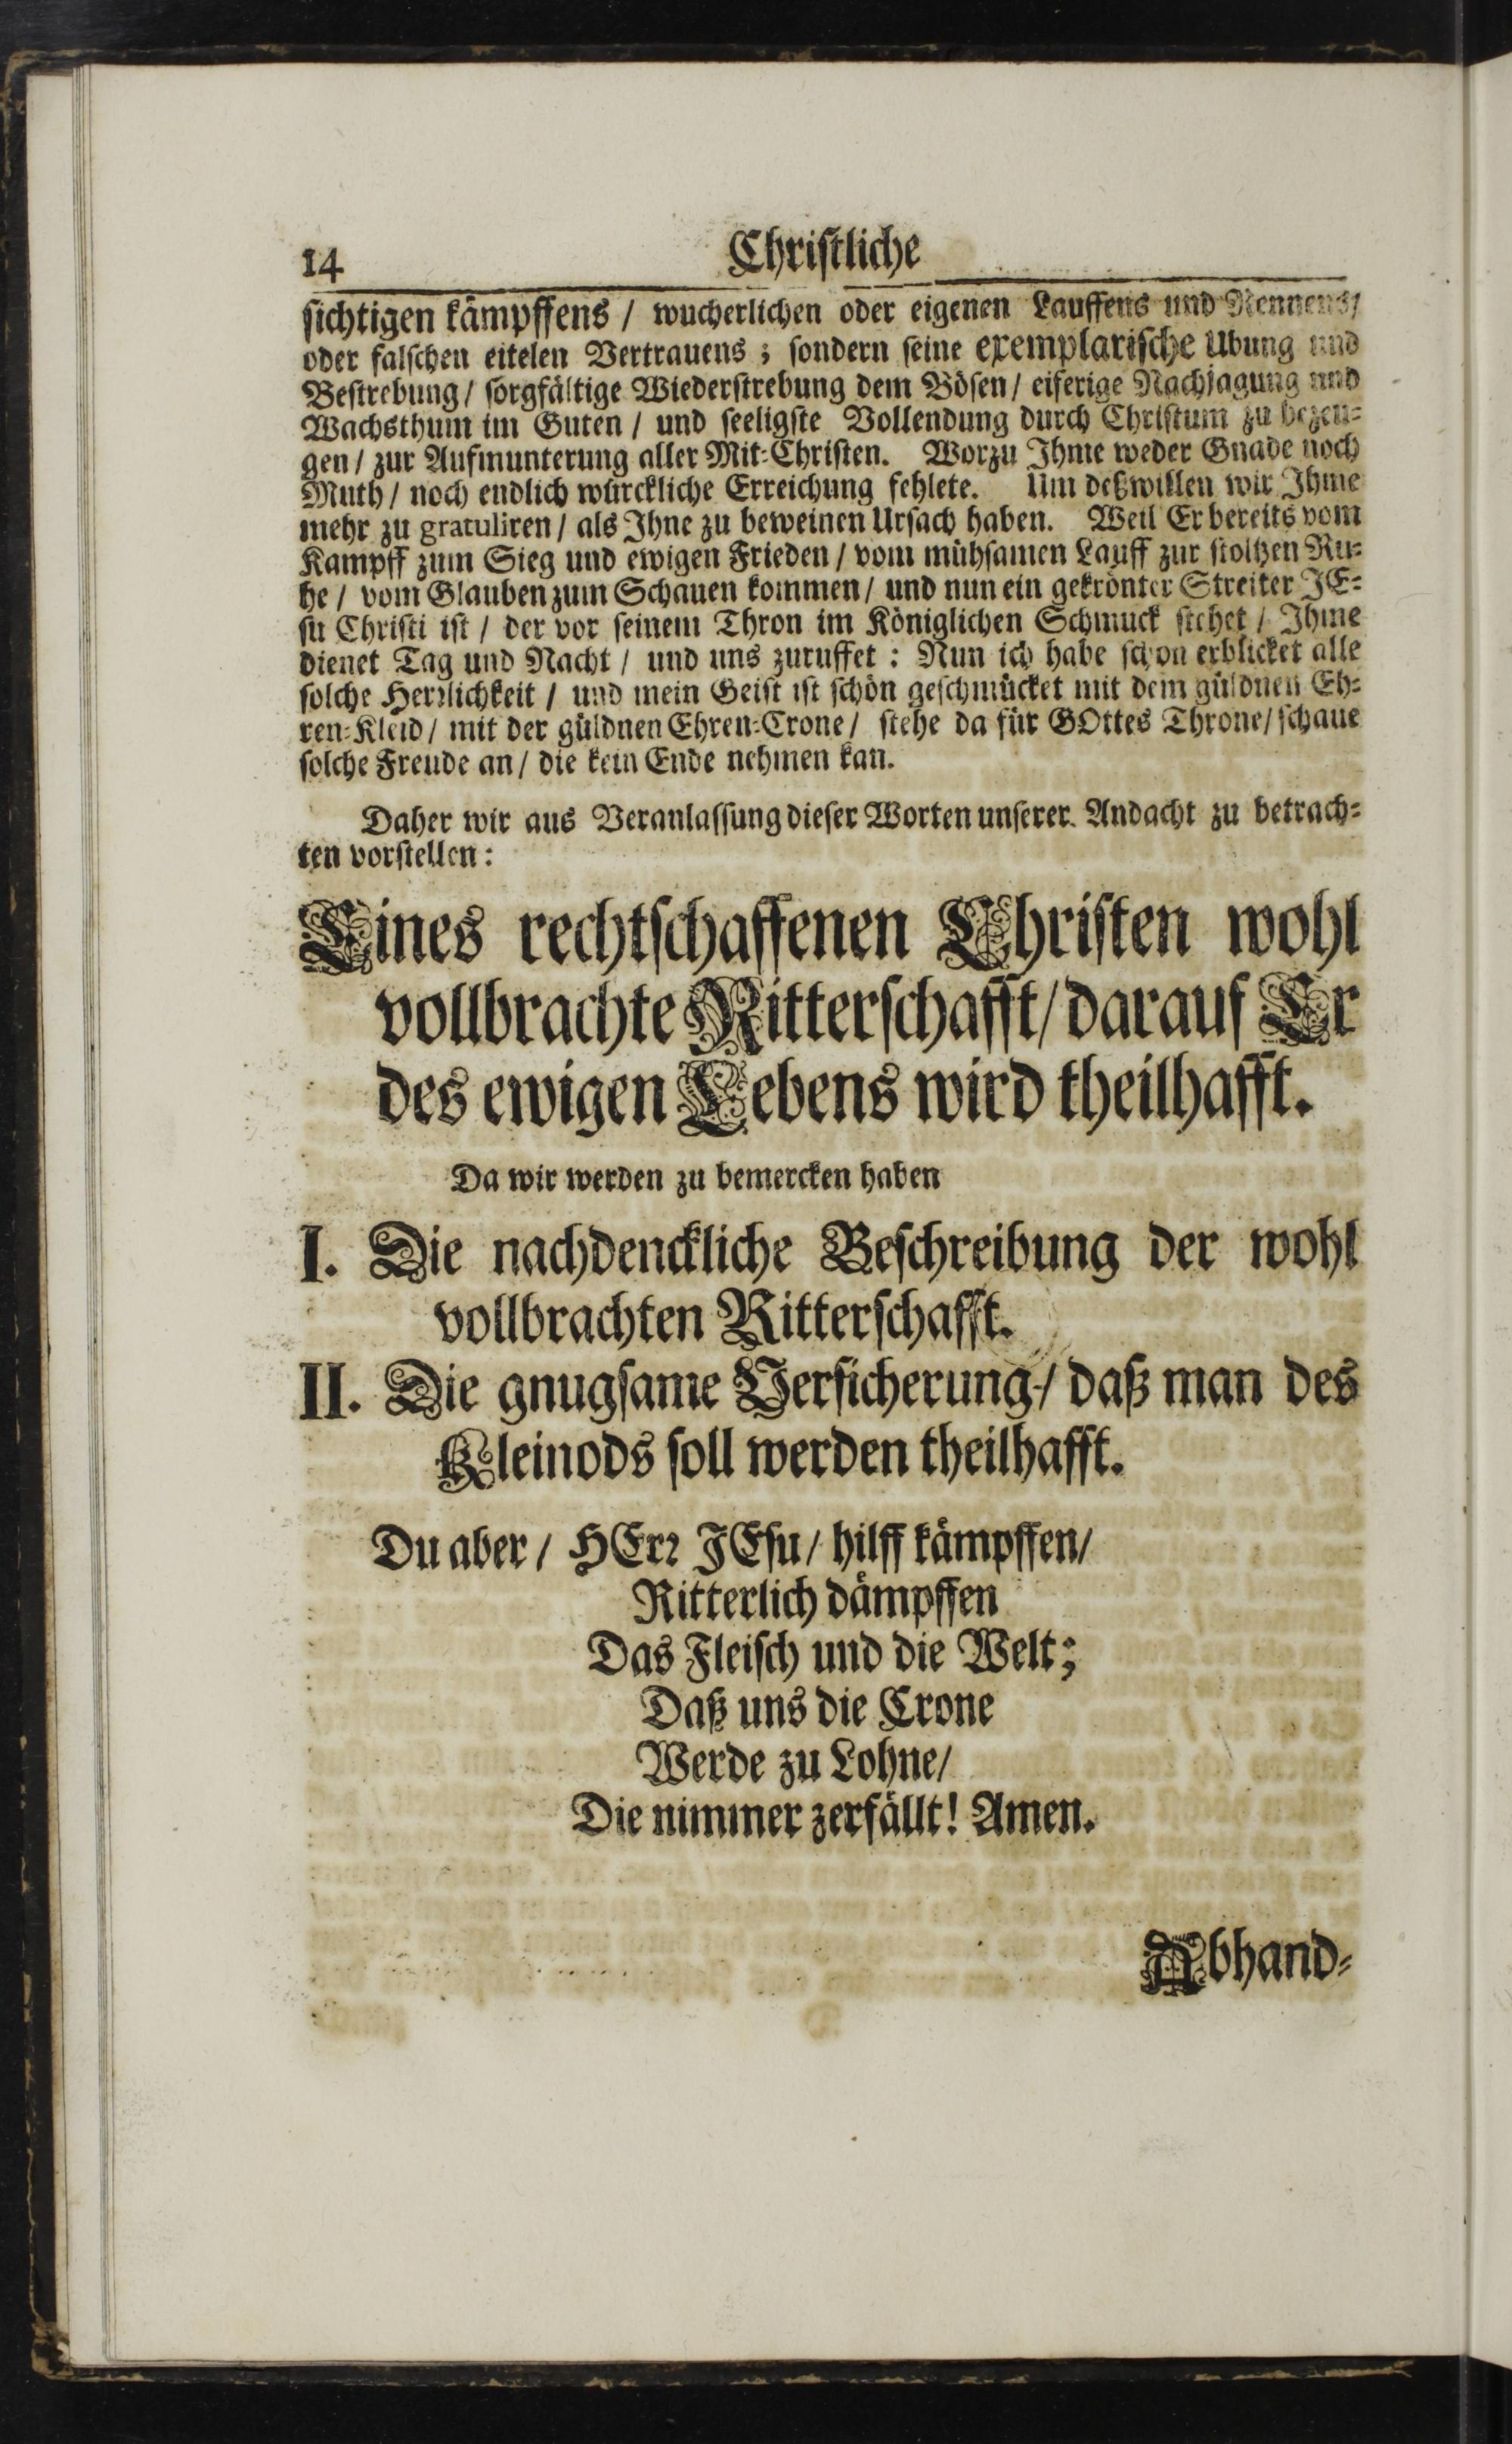 14 Christliche
sichtigen kämpffens / wucherlichen oder eigenen Lauffens und Rennens/
oder falschen eitelen Vertrauens ; sondern seine exemplarische Ubung und
Bestrebung / sorgfältige Wiederstrebung dem Bösen / eiferige Nachjagung und
Wachsthum im Guten / und seeligste Vollendung durch Christum zu bezeu=
gen / zur Aufmunterung aller Mit=Christen. Worzu Ihme weder Gnade noch
Muth / noch endlich würckliche Erreichung fehlete. Um deßwillen wir Ihme
mehr zu gratuliren / als Ihne zu beweinen Ursach haben. Weil Er bereits vom
Kampff zum Sieg und ewigen Frieden / vom mühsamen Lauff zur stoltzen Ru=
he / vom Glauben zum Schauen kommen / und nun ein gekrönter Streiter JE=
su Christi ist / der vor seinem Thron im Königlichen Schmuck stehet / Ihme
dienet Tag und Nacht / und uns zuruffet : Nun ich habe schon erblicket alle
solche Herrlichkeit / und mein Geist ist schön geschmücket mit dem güldnen Eh=
ren=Kleid / mit der güldnen Ehren=Crone / stehe da für GOttes Throne / schaue
solche Freude an / die kein Ende nehmen kan.
Daher wir aus Veranlassung dieser Worten unserer Andacht zu betrach=
ten vorstellen :
Eines rechtschaffenen Christen wohl
vollbrachte Ritterschafft / darauf Er
des ewigen Lebens wird theilhafft.
Da wir werden zu bemercken haben
I. Die nachdenckliche Beschreibung der wohl
vollbrachten Ritterschafft.
II. Die gnugsame Versicherung / daß man des
Kleinods soll werden theilhafft.
Du aber / HErr JEsu / hilff kämpffen /
Ritterlich dämpffen
Das Fleisch und die Welt ;
Daß uns die Crone
Werde zu Lohne /
Die nimmer zerfällt ! Amen.
Abhand=